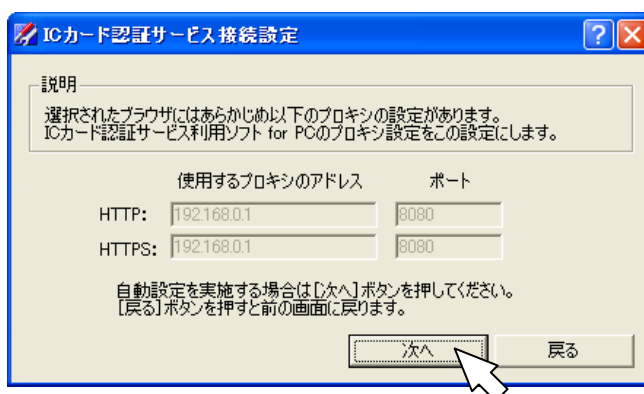 ICカード認証サービス接続設定
説明
選択されたブラウザにはあらかじめ以下のプロキシの設定があります。
ICカード認証サービス利用ソフト for PCのプロキシ設定をこの設定にします。
使用するプロキシのアドレス ポート
HTTP: 192.168.0.1 8080
HTTPS: 192.168.0.1 8080
自動設定を実施する場合は[次へ]ボタンを押してください。
[戻る]ボタンを押すと前の画面に戻ります。
次へ 戻る